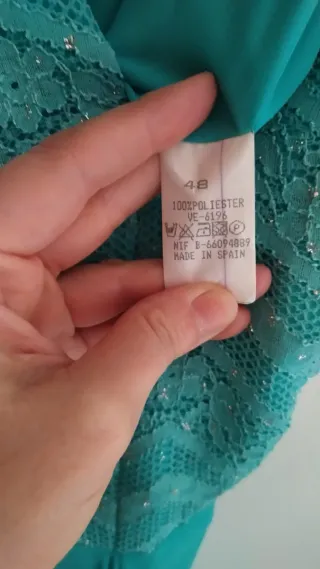 48
100%POLIESTER
VE-6196
NIF B-66094889
MADE IN SPAIN